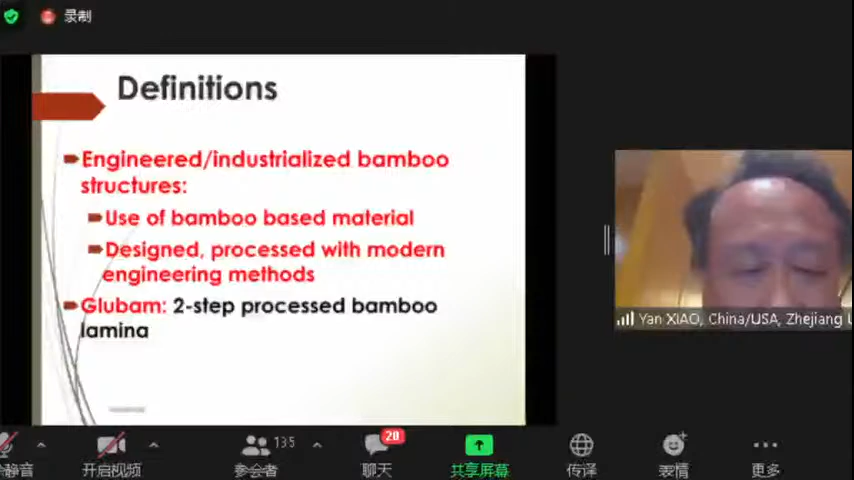 录制
Definitions
Engineered/industrialized bamboo
structures:
Use of bamboo based material
Designed, processed with modern
engineering methods
Glubam: 2-step processed bamboo
lamina
Yan XIAO, China/USA, Zhejiang
静音
开启视频
135
参会者
20
聊天
共享屏幕
传译
表情
更多